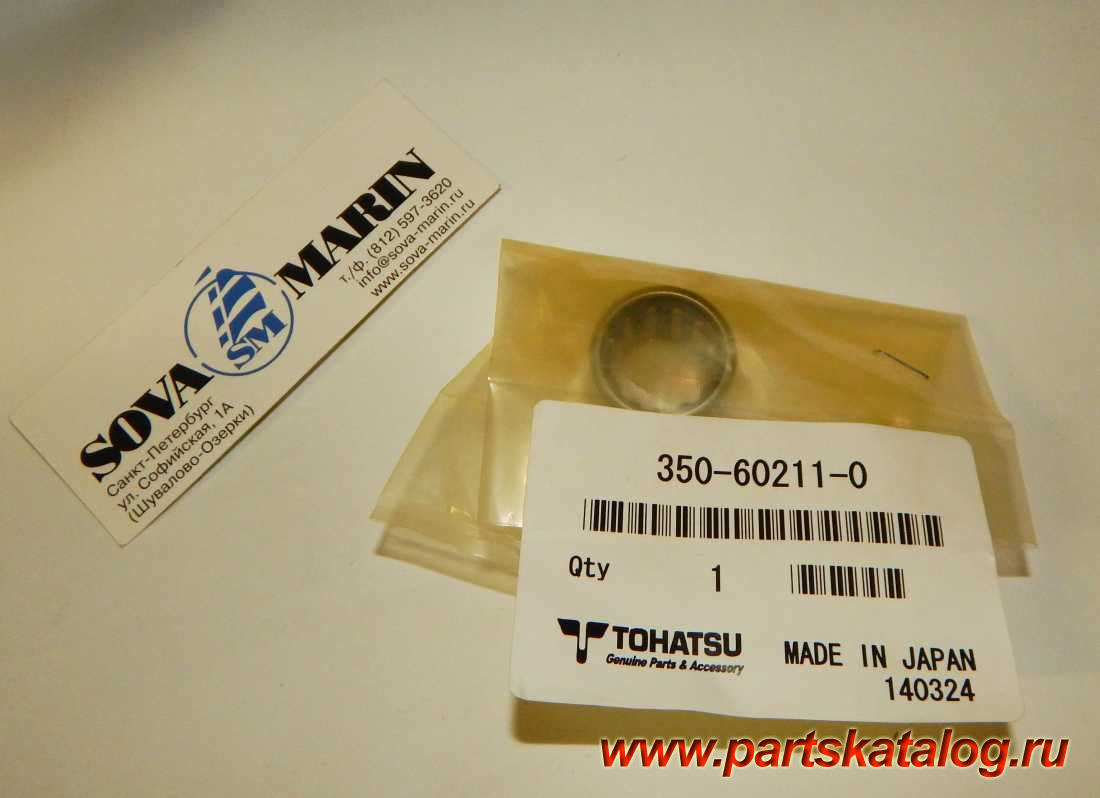 SOVA SM MARIN
Санкт-Петербург
ул. Софийская, 1А
(Шувалово-Озерки)
т./ф. (812) 597-3620
info@sova-marin.ru
www.sova-marin.ru
350-60211-0
Qty 1
TOHATSU
Genuine Parts & Accessory
MADE IN JAPAN
140324
www.partskatalog.ru